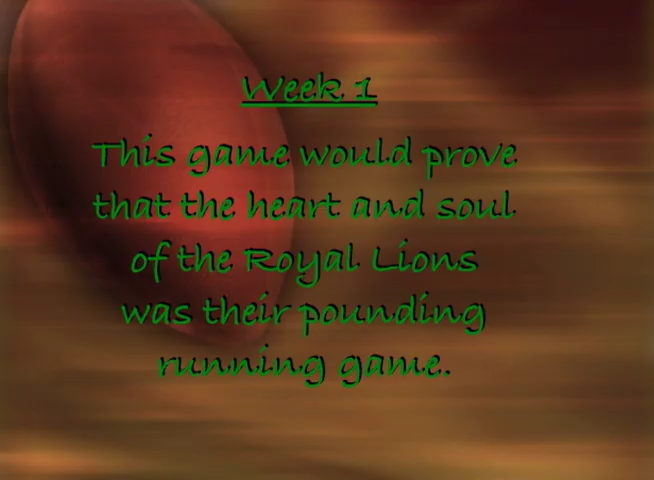 Week 1
This game would prove
that the heart and soul
of the Royal Lions
was their pounding
running game.